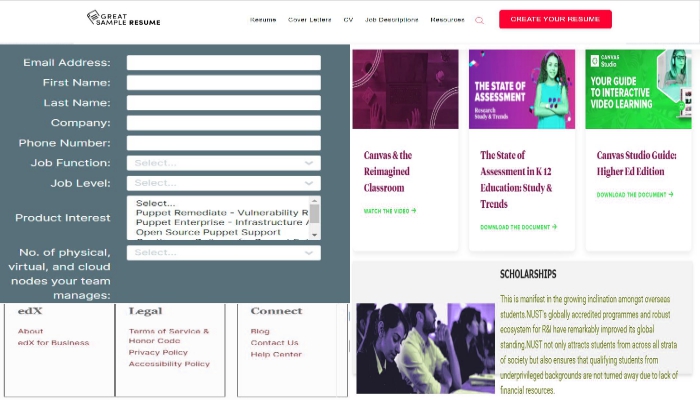 GREAT
SAMPLE RESUME
Resume Cover Letters CV Job Descriptions Resources
CREATE YOUR RESUME
Email Address:
First Name:
Last Name:
Company:
Phone Number:
Job Function: Select...
Job Level: Select...
Product Interest
Select...
Puppet Remediate - Vulnerability R
Puppet Enterprise - Infrastructure
Open Source Puppet Support
No. of physical,
virtual, and cloud
nodes your team
manages:
Select...
THE STATE OF
ASSESSMENT
Research
Study & Trends
CANVAS
Studio
YOUR GUIDE
TO INTERACTIVE
VIDEO LEARNING
Canvas & the
Reimagined
Classroom
WATCH THE VIDEO
The State of
Assessment in K 12
Education: Study &
Trends
DOWNLOAD THE DOCUMENT
Canvas Studio Guide:
Higher Ed Edition
DOWNLOAD THE DOCUMENT
edX
About
edX for Business
Legal
Terms of Service &
Honor Code
Privacy Policy
Accessibility Policy
Connect
Blog
Contact Us
Help Center
SCHOLARSHIPS
This is manifest in the growing inclination amongst overseas
students.NUST's globally accredited programmes and robust
ecosystem for R&I have remarkably improved its global
standing.NUST not only attracts students from across all strata
of society but also ensures that qualifying students from
underprivileged backgrounds are not turned away due to lack of
financial resources.